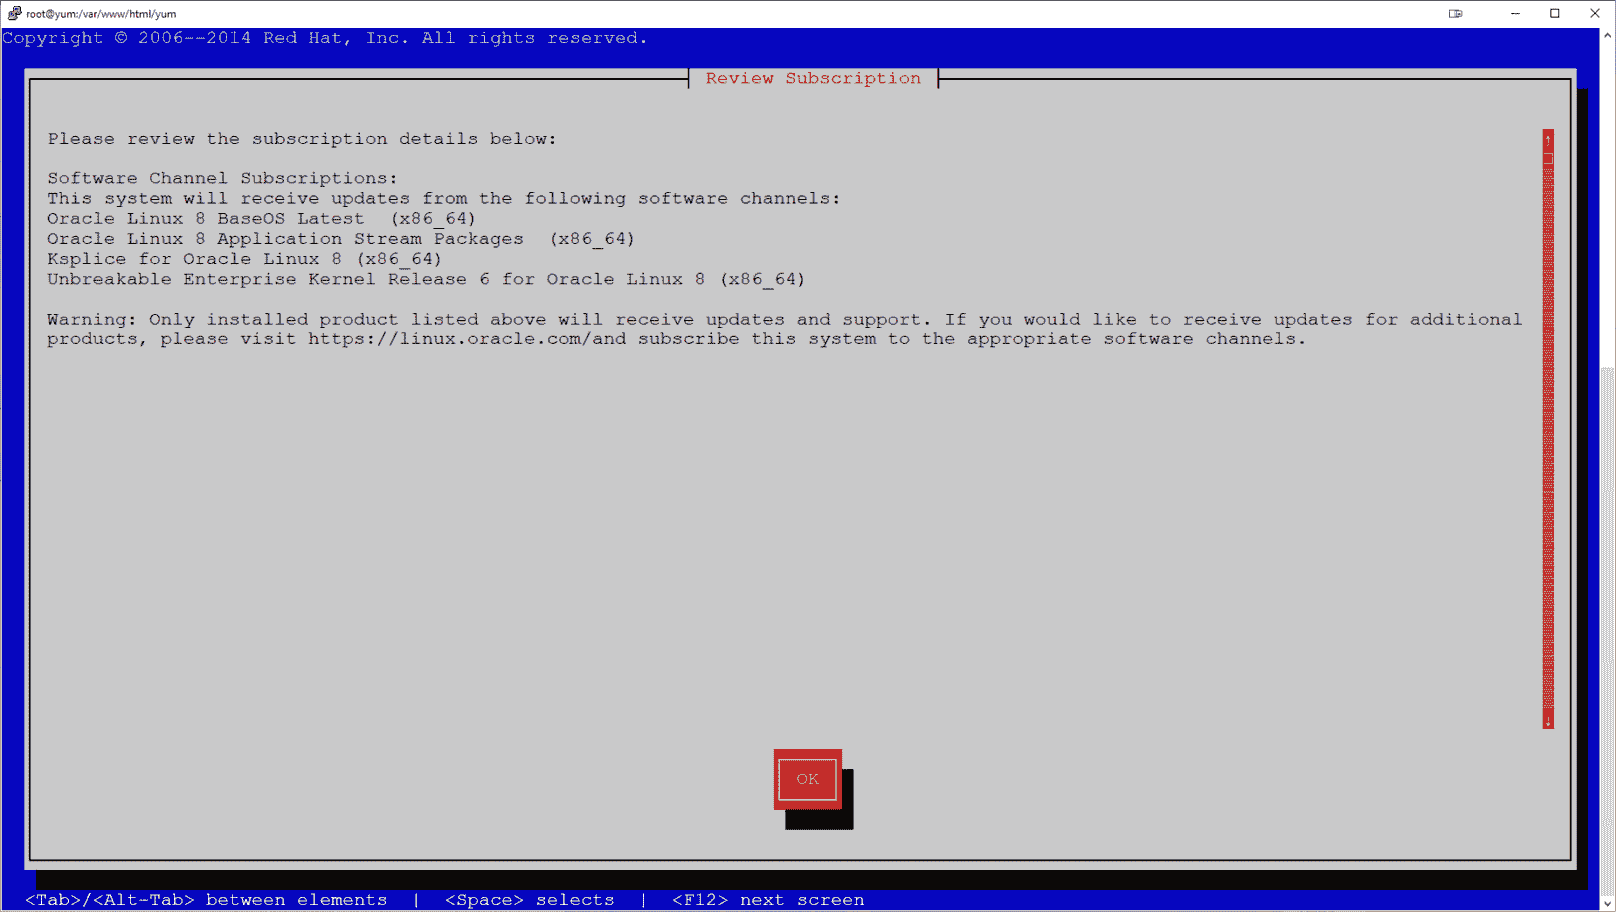 root@yum:/var/www/html/yum
Copyright © 2006--2014 Red Hat, Inc. All rights reserved.
Review Subscription
Please review the subscription details below:
Software Channel Subscriptions:
This system will receive updates from the following software channels:
Oracle Linux 8 BaseOS Latest  (x86_64)
Oracle Linux 8 Application Stream Packages  (x86_64)
Ksplice for Oracle Linux 8 (x86_64)
Unbreakable Enterprise Kernel Release 6 for Oracle Linux 8 (x86_64)
Warning: Only installed product listed above will receive updates and support. If you would like to receive updates for additional
products, please visit https://linux.oracle.com/and subscribe this system to the appropriate software channels.
OK
<Tab>/<Alt-Tab> between elements  |  <Space> selects  |  <F12> next screen